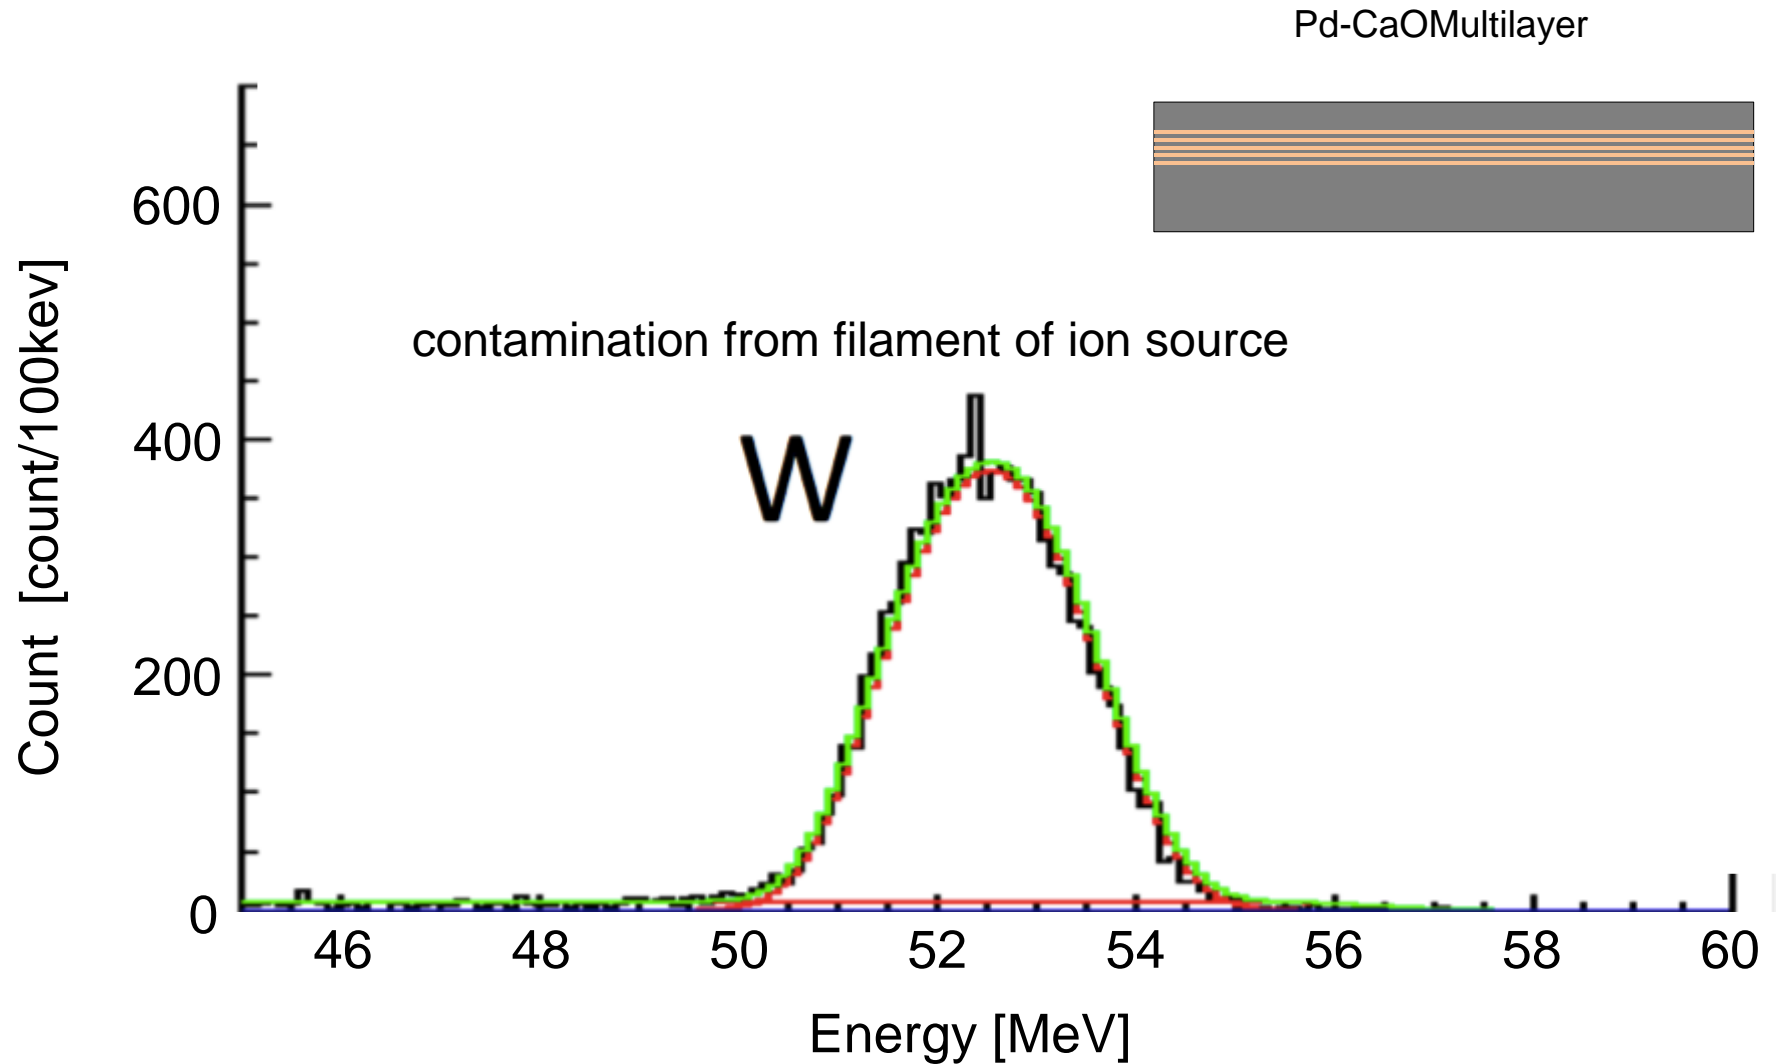 Pd-CaOMultilayer
600
400
200
0
Count [count/100kev]
contamination from filament of ion source
W
46 48 50 52 54 56 58 60
Energy [MeV]